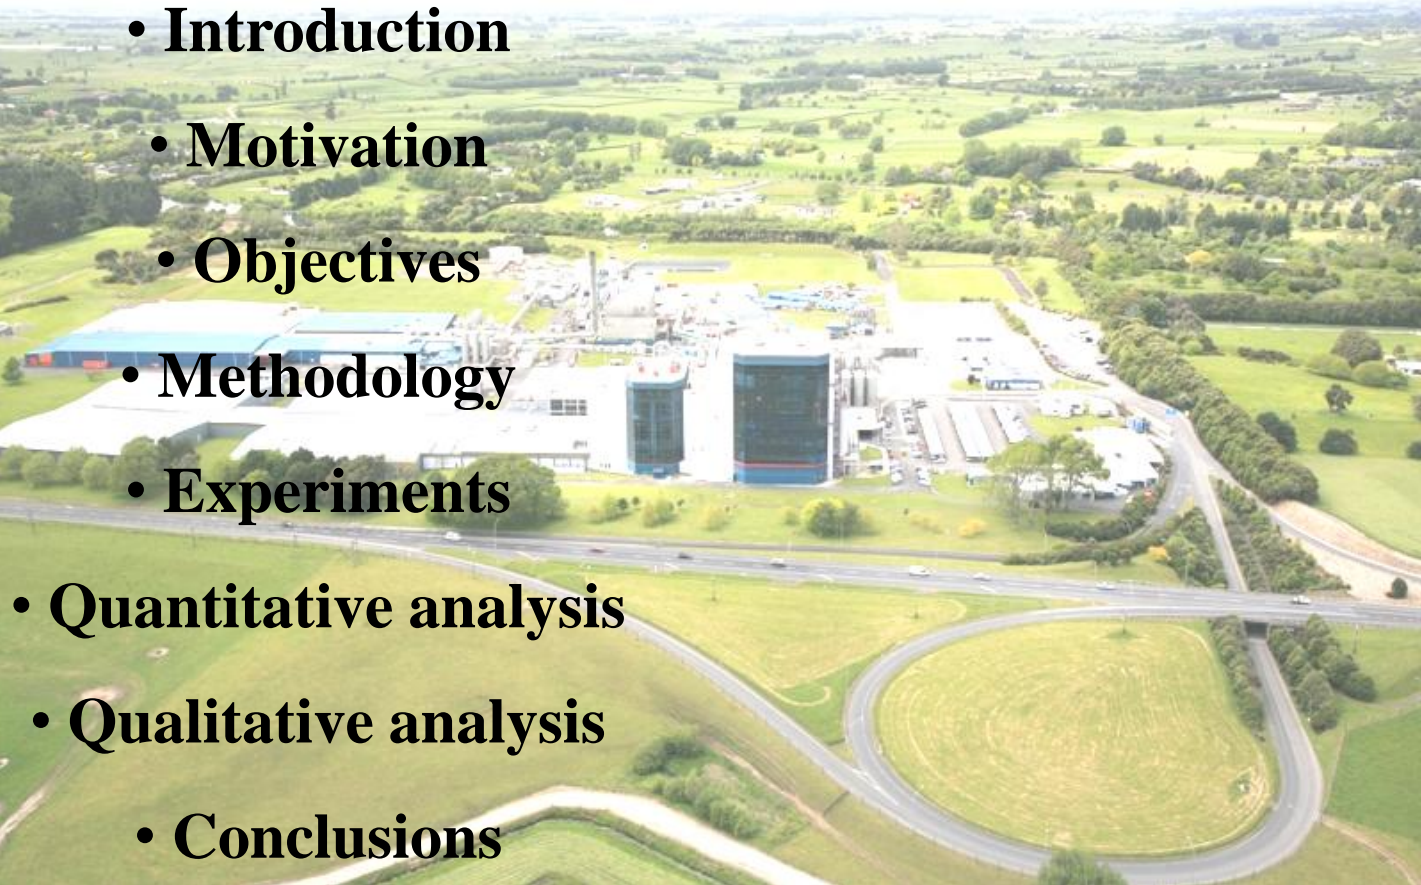 • Introduction
• Motivation
• Objectives
• Methodology
• Experiments
• Quantitative analysis
• Qualitative analysis
• Conclusions